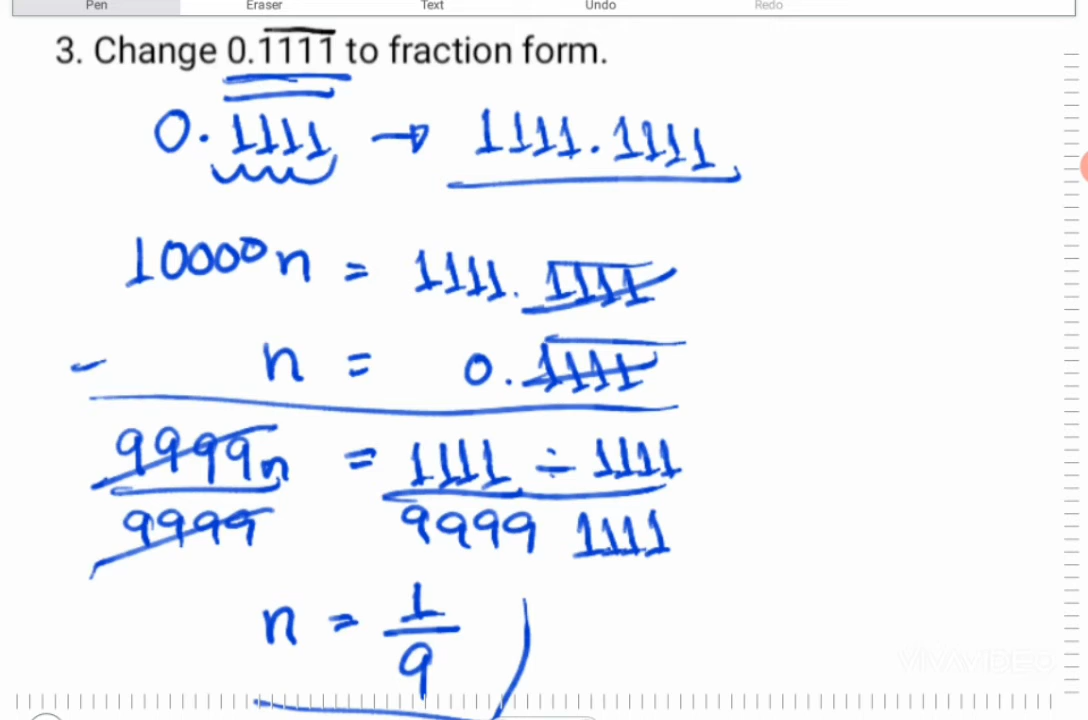 Pen Eraser Text Undo Redo
3. Change 0.1111 to fraction form.
0.1111 → 1111.1111
10000n = 1111.1111
- n = 0.1111
9999n = 1111 ÷ 1111
9999 9999 1111
n = 1
9
VIVAVIDEO